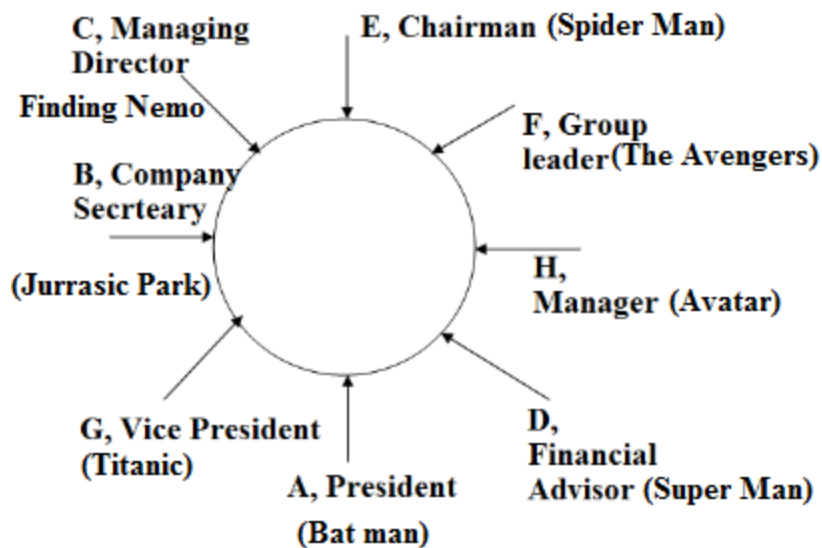 C, Managing
Director
Finding Nemo
E, Chairman (Spider Man)
F, Group
leader(The Avengers)
B, Company
Secrteary
(Jurrasic Park)
H,
Manager (Avatar)
G, Vice President
(Titanic)
A, President
(Bat man)
D,
Financial
Advisor (Super Man)